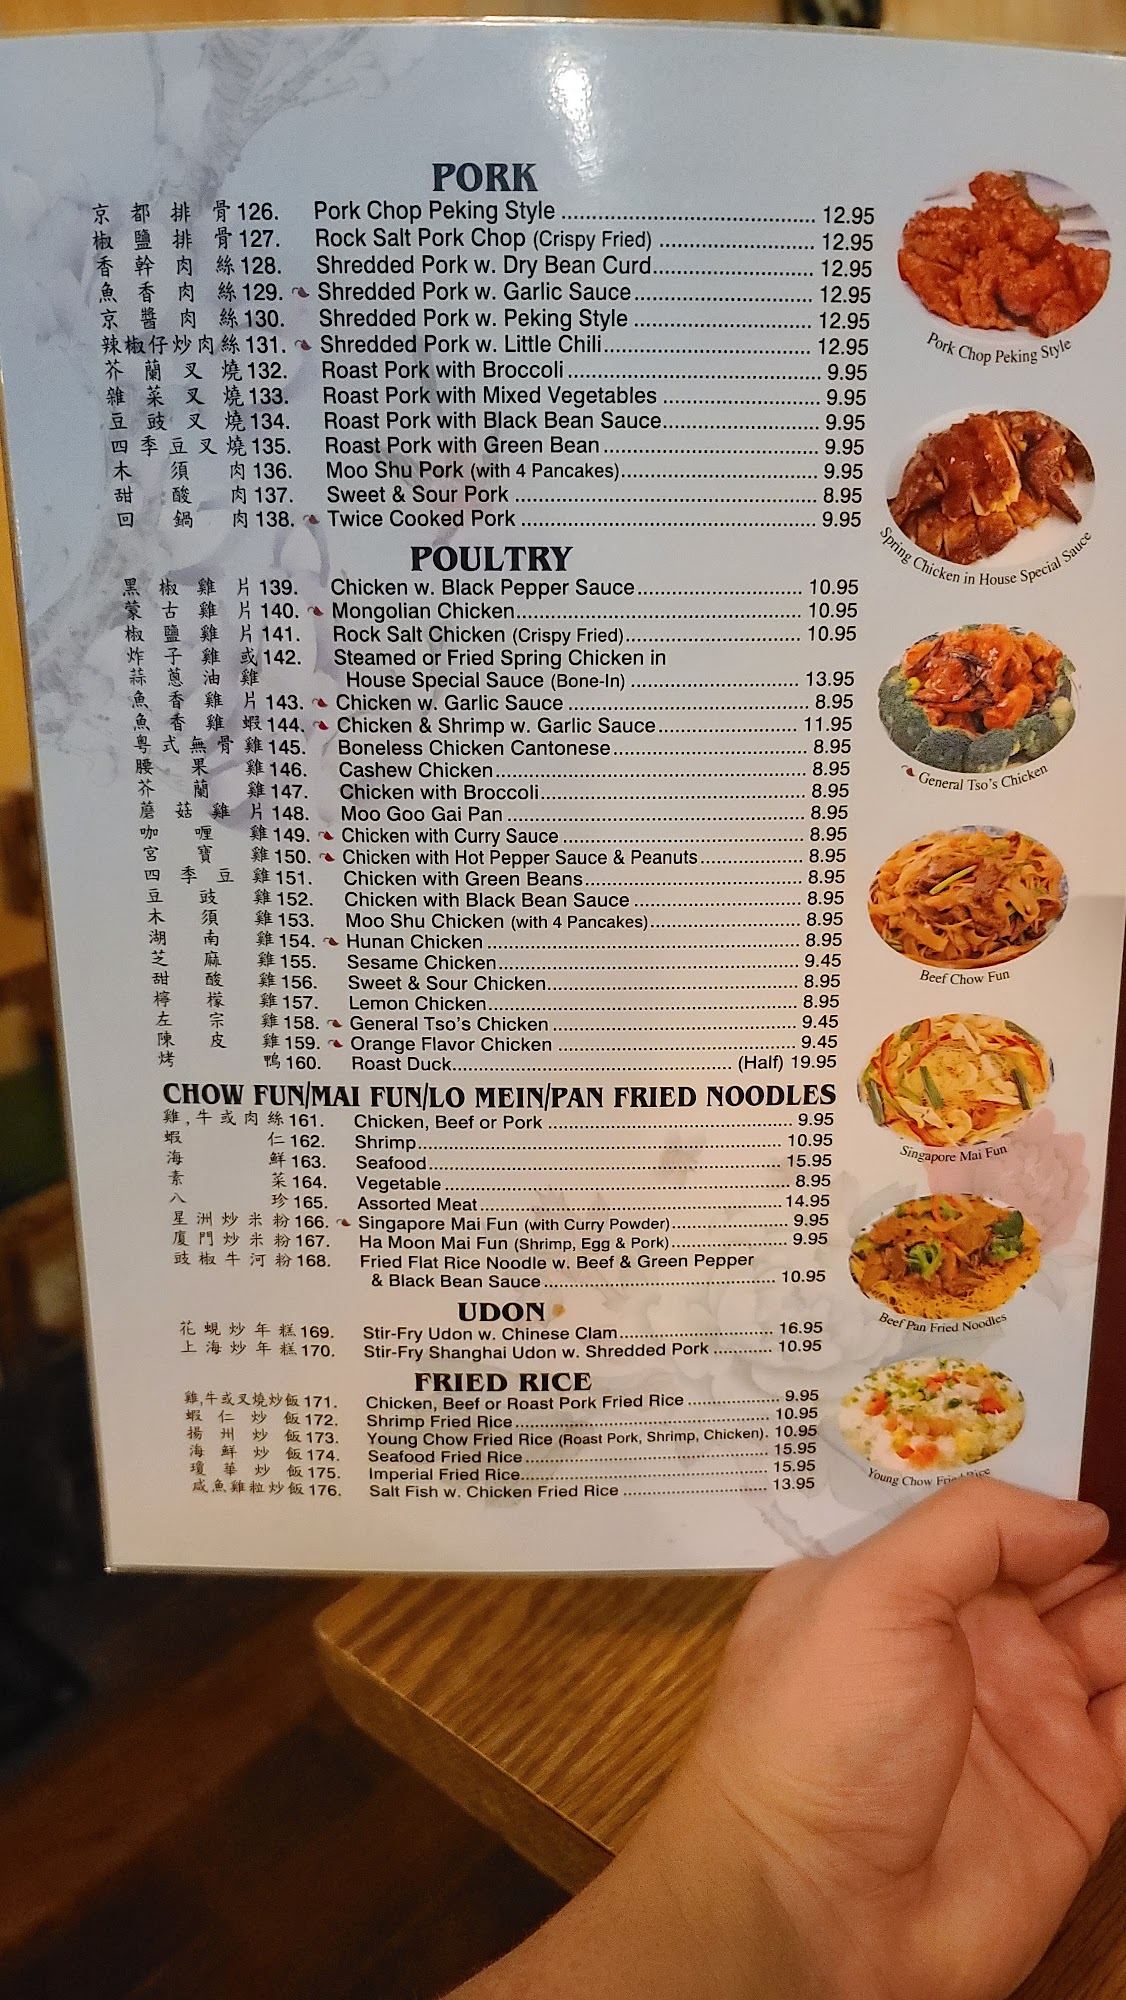 PORK
京都排骨 126. Pork Chop Peking Style 12.95
椒鹽排骨 127. Rock Salt Pork Chop (Crispy Fried) 12.95
香幹肉絲 128. Shredded Pork w. Dry Bean Curd 12.95
魚香肉絲 129. Shredded Pork w. Garlic Sauce 12.95
京醬肉絲 130. Shredded Pork w. Peking Style 12.95
辣椒仔炒肉絲 131. Shredded Pork w. Little Chili 12.95
芥蘭叉燒 132. Roast Pork with Broccoli 9.95
雜菜叉燒 133. Roast Pork with Mixed Vegetables 9.95
豆豉叉燒 134. Roast Pork with Black Bean Sauce 9.95
四季豆叉燒 135. Roast Pork with Green Bean 9.95
木須肉 136. Moo Shu Pork (with 4 Pancakes) 9.95
甜酸肉 137. Sweet & Sour Pork 8.95
回鍋肉 138. Twice Cooked Pork 9.95
POULTRY
黑椒雞片 139. Chicken w. Black Pepper Sauce 10.95
蒙古雞片 140. Mongolian Chicken 10.95
椒鹽雞片 141. Rock Salt Chicken (Crispy Fried) 10.95
炸子雞或 142. Steamed or Fried Spring Chicken in
蒜蔥油雞 House Special Sauce (Bone-In) 13.95
魚香雞片 143. Chicken w. Garlic Sauce 8.95
魚香雞蝦 144. Chicken & Shrimp w. Garlic Sauce 11.95
粵式無骨雞 145. Boneless Chicken Cantonese 8.95
腰果雞 146. Cashew Chicken 8.95
芥蘭雞 147. Chicken with Broccoli 8.95
蘑菇雞片 148. Moo Goo Gai Pan 8.95
咖喱雞 149. Chicken with Curry Sauce 8.95
宮寶雞 150. Chicken with Hot Pepper Sauce & Peanuts 8.95
四季豆雞 151. Chicken with Green Beans 8.95
豆豉雞 152. Chicken with Black Bean Sauce 8.95
木須雞 153. Moo Shu Chicken (with 4 Pancakes) 8.95
湖南雞 154. Hunan Chicken 8.95
芝麻雞 155. Sesame Chicken 9.45
甜酸雞 156. Sweet & Sour Chicken 8.95
檸檬雞 157. Lemon Chicken 8.95
左宗雞 158. General Tso's Chicken 9.45
陳皮雞 159. Orange Flavor Chicken 9.45
烤鴨 160. Roast Duck (Half) 19.95
CHOW FUN/MAI FUN/LO MEIN/PAN FRIED NOODLES
雞,牛或肉絲 161. Chicken, Beef or Pork 9.95
蝦仁 162. Shrimp 10.95
海鮮 163. Seafood 15.95
素菜 164. Vegetable 8.95
八珍 165. Assorted Meat 14.95
星洲炒米粉 166. Singapore Mai Fun (with Curry Powder) 9.95
廈門炒米粉 167. Ha Moon Mai Fun (Shrimp, Egg & Pork) 9.95
豉椒牛河粉 168. Fried Flat Rice Noodle w. Beef & Green Pepper
& Black Bean Sauce 10.95
UDON
花蜆炒年糕 169. Stir-Fry Udon w. Chinese Clam 16.95
上海炒年糕 170. Stir-Fry Shanghai Udon w. Shredded Pork 10.95
FRIED RICE
雞,牛或叉燒炒飯 171. Chicken, Beef or Roast Pork Fried Rice 9.95
蝦仁炒飯 172. Shrimp Fried Rice 10.95
揚州炒飯 173. Young Chow Fried Rice (Roast Pork, Shrimp, Chicken). 10.95
海鮮炒飯 174. Seafood Fried Rice 15.95
瓊華炒飯 175. Imperial Fried Rice 15.95
咸魚雞粒炒飯 176. Salt Fish w. Chicken Fried Rice 13.95
Pork Chop Peking Style
Spring Chicken in House Special Sauce
General Tso's Chicken
Beef Chow Fun
Singapore Mai Fun
Beef Pan Fried Noodles
Young Chow Fried Rice